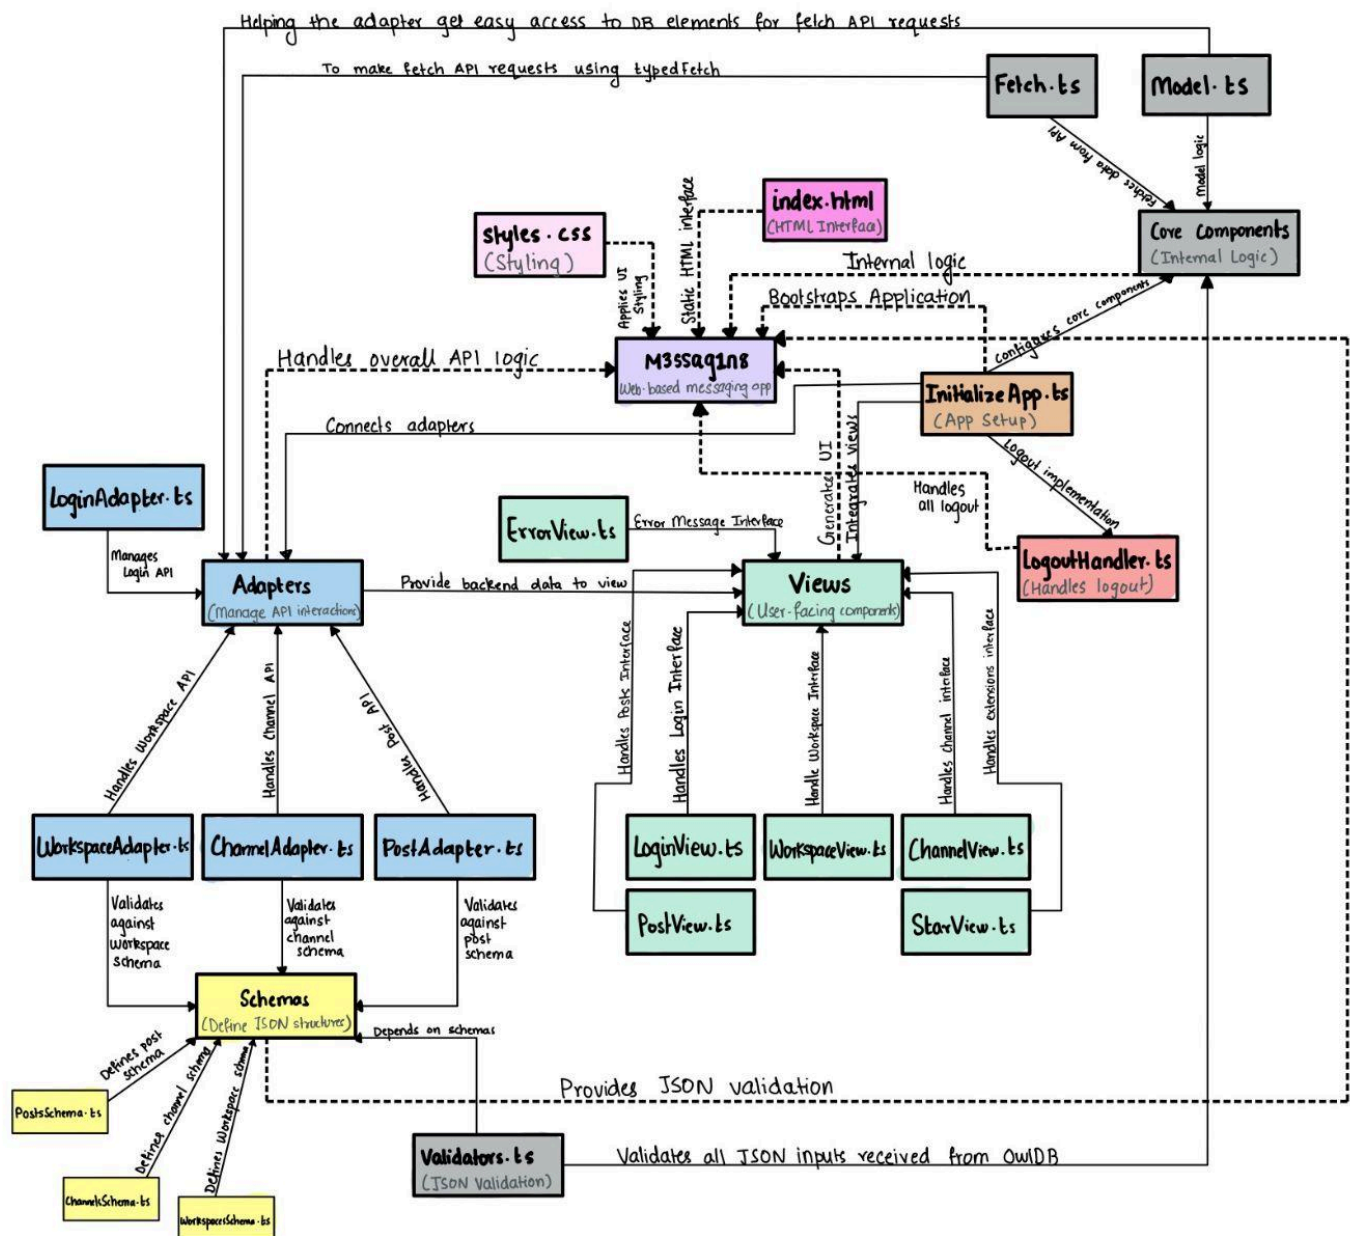 Helping the adapter get easy access to DB elements for fetch API requests
To make fetch API requests using typedFetch
Fetch.ts
Model.ts
Fetches data from API
Model logic
index.html
(HTML Interface)
styles.css
(Styling)
Core Components
(Internal Logic)
Static HTML interface
Applies UI
Styling
Internal logic
Bootstraps Application
Configures core components
Handles overall API logic
M3ssag1n8
Web-based messaging app
InitializeApp.ts
(App Setup)
Connects adapters
Generates UI
Integrates views
Logout implementation
Handles
all logout
LoginAdapter.ts
ErrorView.ts
Error Message Interface
LogoutHandler.ts
(Handles logout)
Manages
Login API
Adapters
(Manage API interactions)
Provide backend data to view
Views
(User-facing components)
Handles Workspace API
Handles Channel API
Handles Post API
Handles Posts Interface
Handles Login Interface
Handle Workspace Interface
Handles channel interface
Handles extensions interface
WorkspaceAdapter.ts
ChannelAdapter.ts
PostAdapter.ts
LoginView.ts
WorkspaceView.ts
ChannelView.ts
PostView.ts
StarView.ts
Validates
against
workspace
schema
Validates
against
channel
schema
Validates
against
post
schema
Schemas
(Define JSON structures)
Depends on schemas
Defines post
schema
Defines channel schema
Defines Workspace schema
Provides JSON validation
PostsSchema.ts
ChannelsSchema.ts
WorkspacesSchema.ts
Validators.ts
(JSON Validation)
Validates all JSON inputs received from OwlDB